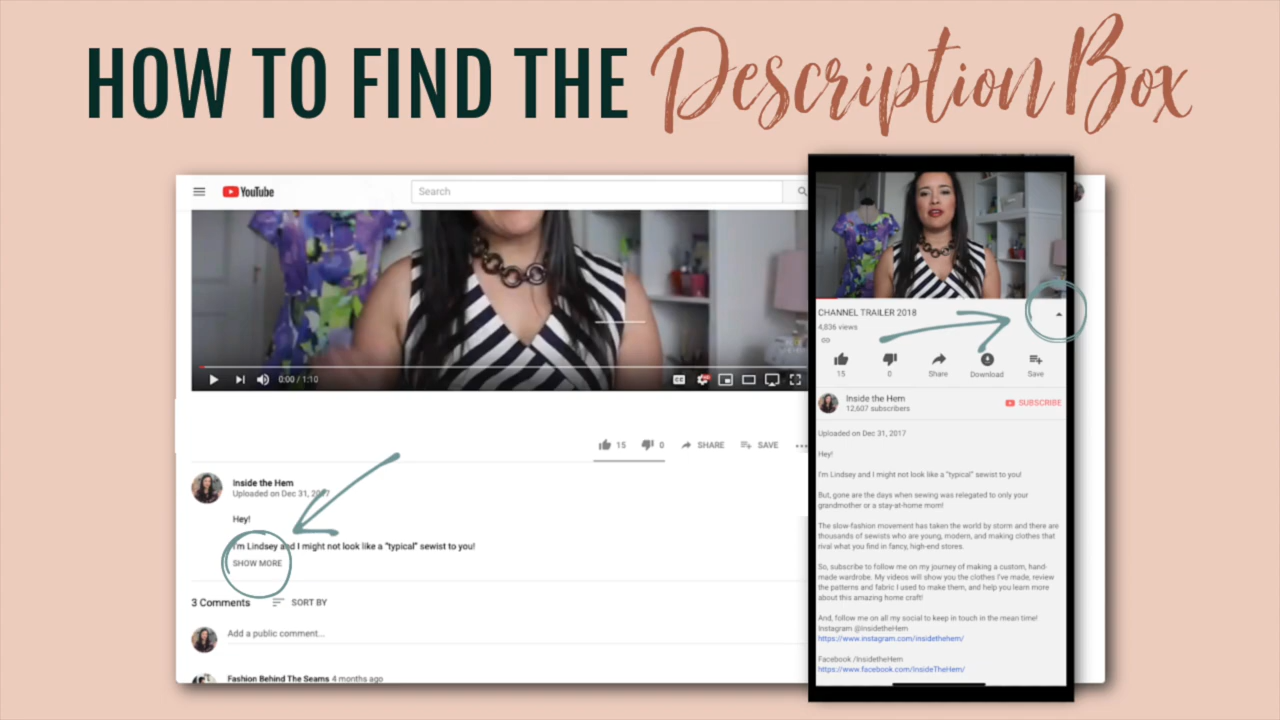 HOW TO FIND THE Description Box
YouTube
Search
0:00 / 1:10
CC
15 0 SHARE SAVE
Inside the Hem
Uploaded on Dec 31, 2017
Hey!
I'm Lindsey and I might not look like a "typical" sewist to you!
SHOW MORE
3 Comments SORT BY
Add a public comment...
Fashion Behind The Seams 4 months ago
CHANNEL TRAILER 2018
4,836 views
15 0 Share Download Save
Inside the Hem
12,607 subscribers
SUBSCRIBE
Uploaded on Dec 31, 2017
Hey!
I'm Lindsey and I might not look like a "typical" sewist to you!
But, gone are the days when sewing was relegated to only your
grandmother or a stay-at-home mom!
The slow-fashion movement has taken the world by storm and there are
thousands of sewists who are young, modern, and making clothes that
rival what you find in fancy, high-end stores.
So, subscribe to follow me on my journey of making a custom, hand-
made wardrobe. My videos will show you the clothes I've made, review
the patterns and fabric I used to make them, and help you learn more
about this amazing home craft!
And, follow me on all my social to keep in touch in the mean time!
Instagram @InsidetheHem
https://www.instagram.com/insidethehem/
Facebook /InsidetheHem
https://www.facebook.com/InsideTheHem/